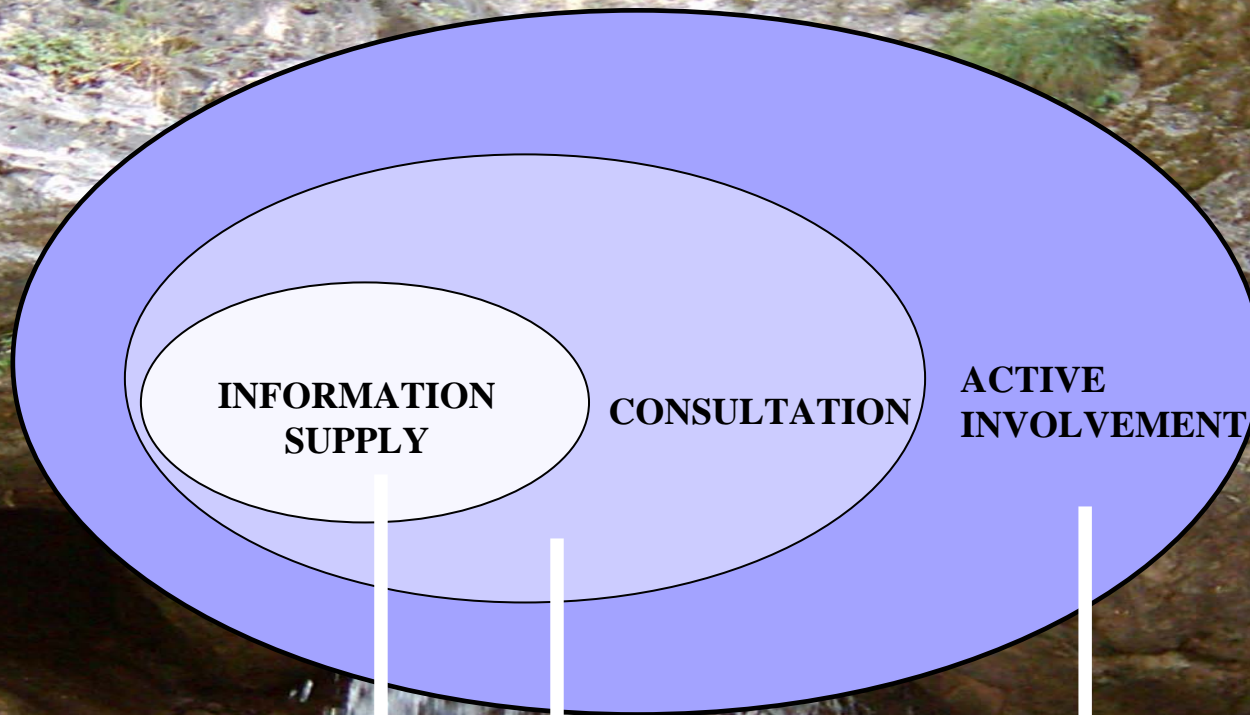 INFORMATION
SUPPLY
CONSULTATION
ACTIVE
INVOLVEMENT